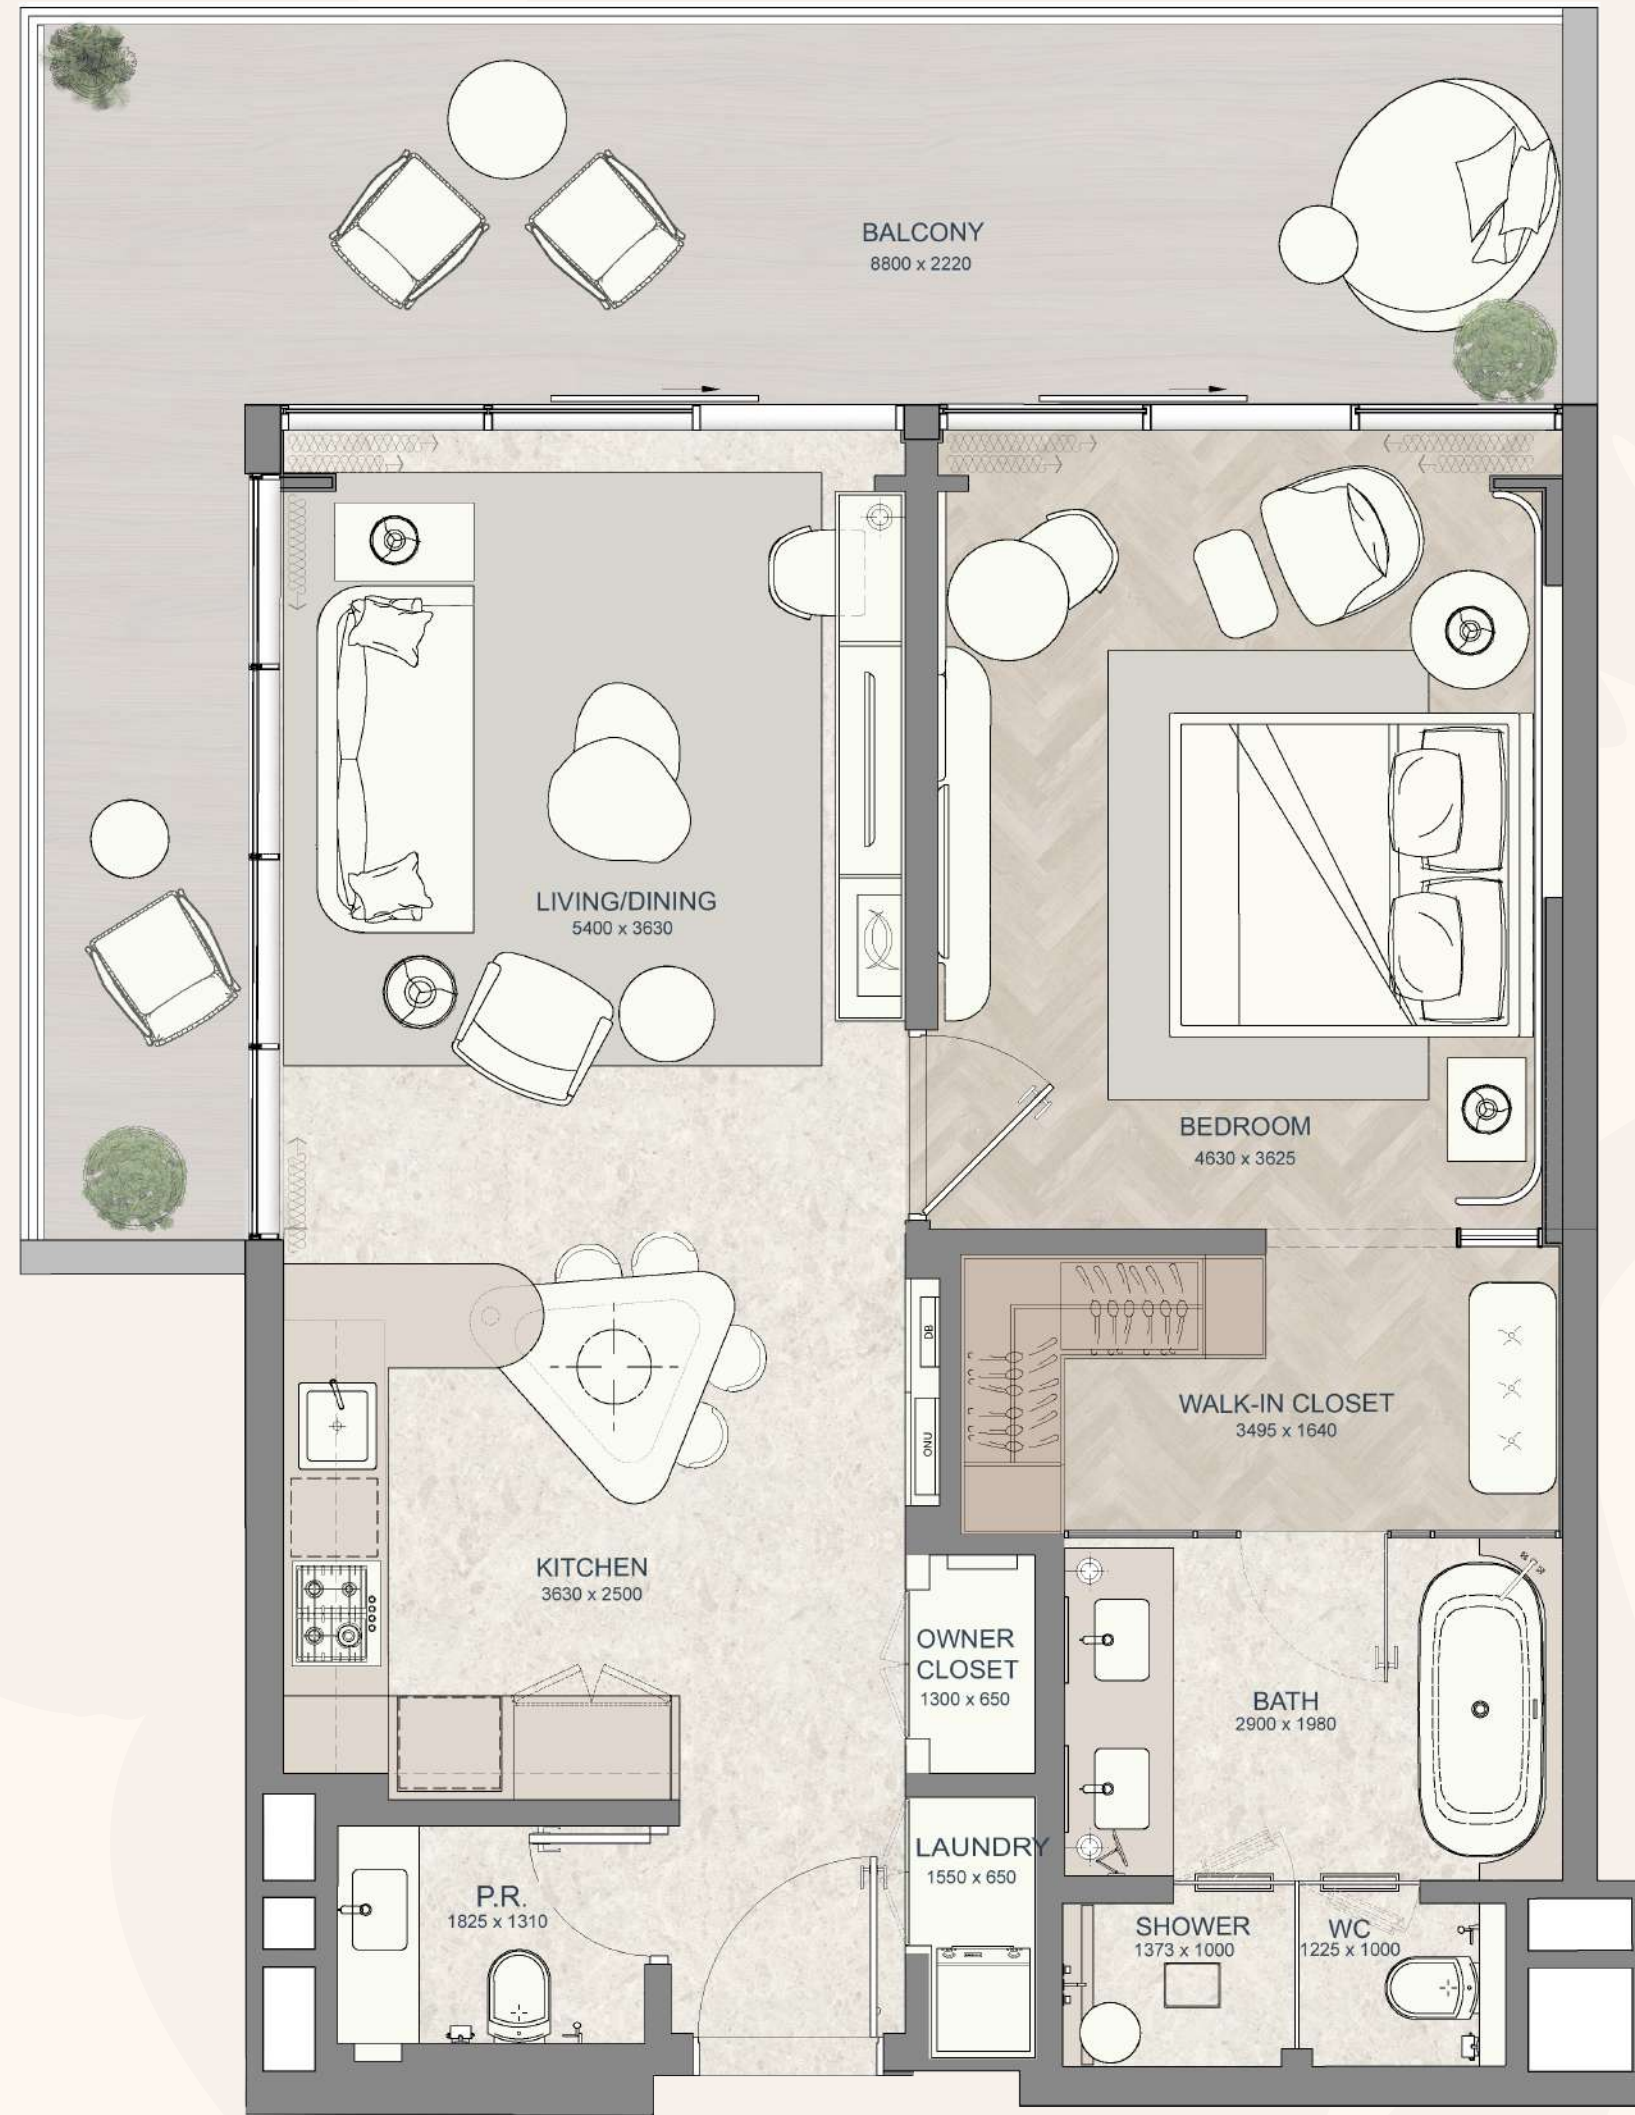 BALCONY
8800 x 2220
LIVING/DINING
5400 x 3630
BEDROOM
4630 x 3625
DB
ONU
WALK-IN CLOSET
3495 x 1640
KITCHEN
3630 x 2500
OWNER
CLOSET
1300 x 650
BATH
2900 x 1980
LAUNDRY
1550 x 650
P.R.
1825 x 1310
SHOWER
1373 x 1000
WC
1225 x 1000